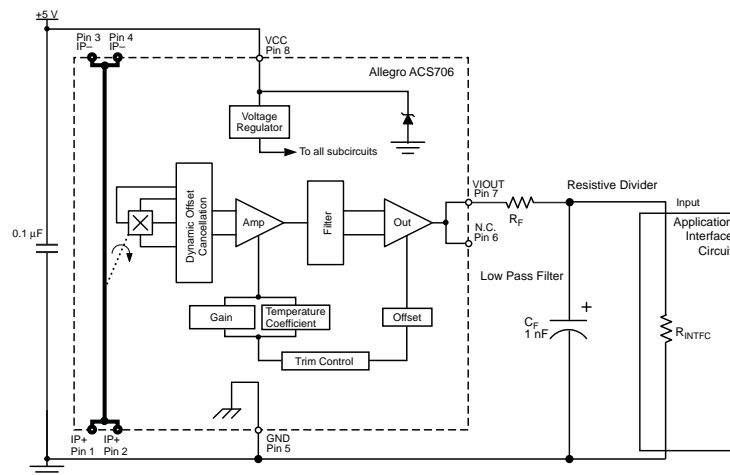 +5 V
Pin 3 Pin 4
IP– IP–
VCC
Pin 8
Allegro ACS706
Voltage
Regulator
To all subcircuits
0.1 µF
Dynamic Offset
Cancellation
Amp
Filter
Out
VIOUT
Pin 7
N.C.
Pin 6
RF
Resistive Divider
Input
Application
Interface
Circuit
Low Pass Filter
CF
1 nF
+
RINTFC
Gain
Temperature
Coefficient
Offset
Trim Control
IP+ IP+
Pin 1 Pin 2
GND
Pin 5